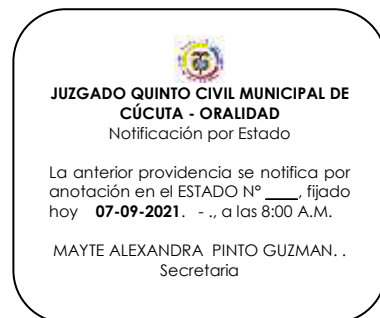 JUZGADO QUINTO CIVIL MUNICIPAL DE
CÚCUTA - ORALIDAD
Notificación por Estado
La anterior providencia se notifica por
anotación en el ESTADO N° ____, fijado
hoy 07-09-2021. - ., a las 8:00 A.M.
MAYTE ALEXANDRA PINTO GUZMAN. .
Secretaria